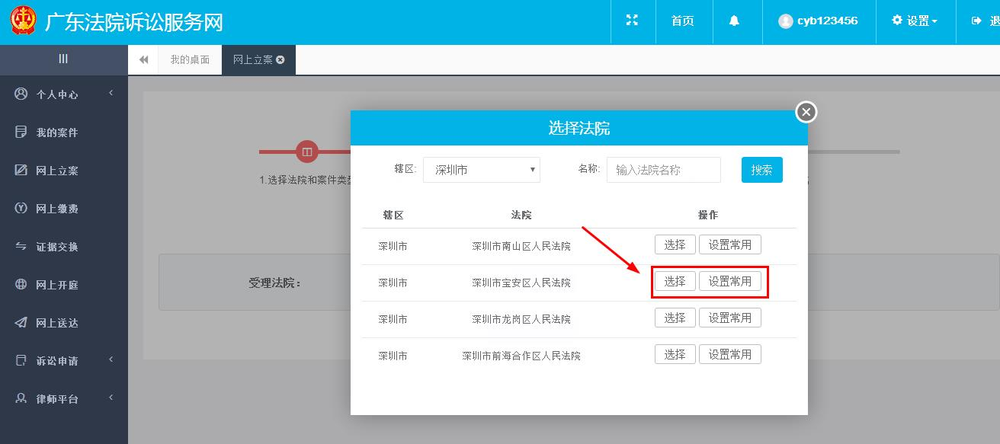 广东法院诉讼服务网
首页
cyb123456
设置
我的桌面
网上立案
个人中心
我的案件
网上立案
网上缴费
证据交换
网上开庭
网上送达
诉讼申请
律师平台
1.选择法院和案件类
受理法院：
选择法院
辖区: 深圳市 名称: 输入法院名称 搜索
辖区 法院 操作
深圳市 深圳市南山区人民法院 选择 设置常用
深圳市 深圳市宝安区人民法院 选择 设置常用
深圳市 深圳市龙岗区人民法院 选择 设置常用
深圳市 深圳市前海合作区人民法院 选择 设置常用